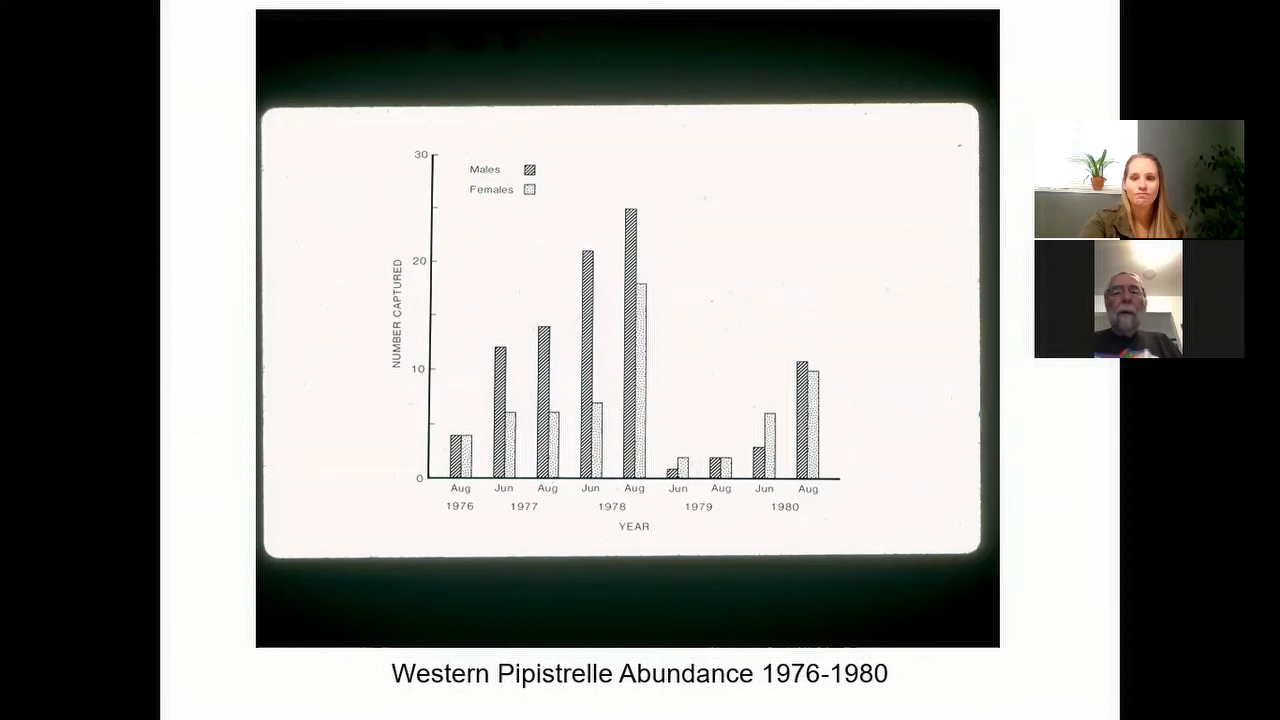 30
Males
Females
20
NUMBER CAPTURED
10
0
Aug Jun Aug Jun Aug Jun Aug Jun Aug
1976 1977 1978 1979 1980
YEAR
Western Pipistrelle Abundance 1976-1980